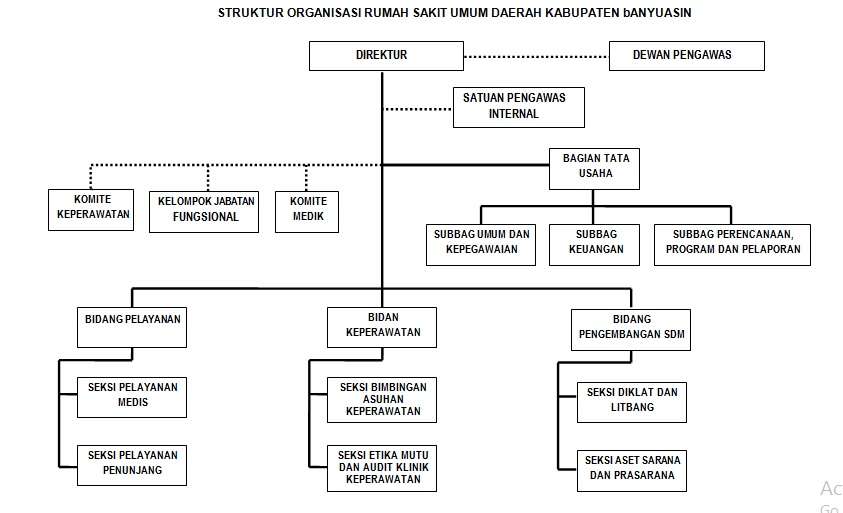 STRUKTUR ORGANISASI RUMAH SAKIT UMUM DAERAH KABUPATEN bANYUASIN
DIREKTUR
DEWAN PENGAWAS
SATUAN PENGAWAS
INTERNAL
BAGIAN TATA
USAHA
KOMITE
KEPERAWATAN
KELOMPOK JABATAN
FUNGSIONAL
KOMITE
MEDIK
SUBBAG UMUM DAN
KEPEGAWAIAN
SUBBAG
KEUANGAN
SUBBAG PERENCANAAN,
PROGRAM DAN PELAPORAN
BIDANG PELAYANAN
BIDAN
KEPERAWATAN
BIDANG
PENGEMBANGAN SDM
SEKSI PELAYANAN
MEDIS
SEKSI BIMBINGAN
ASUHAN
KEPERAWATAN
SEKSI DIKLAT DAN
LITBANG
SEKSI PELAYANAN
PENUNJANG
SEKSI ETIKA MUTU
DAN AUDIT KLINIK
KEPERAWATAN
SEKSI ASET SARANA
DAN PRASARANA
Ac
Go